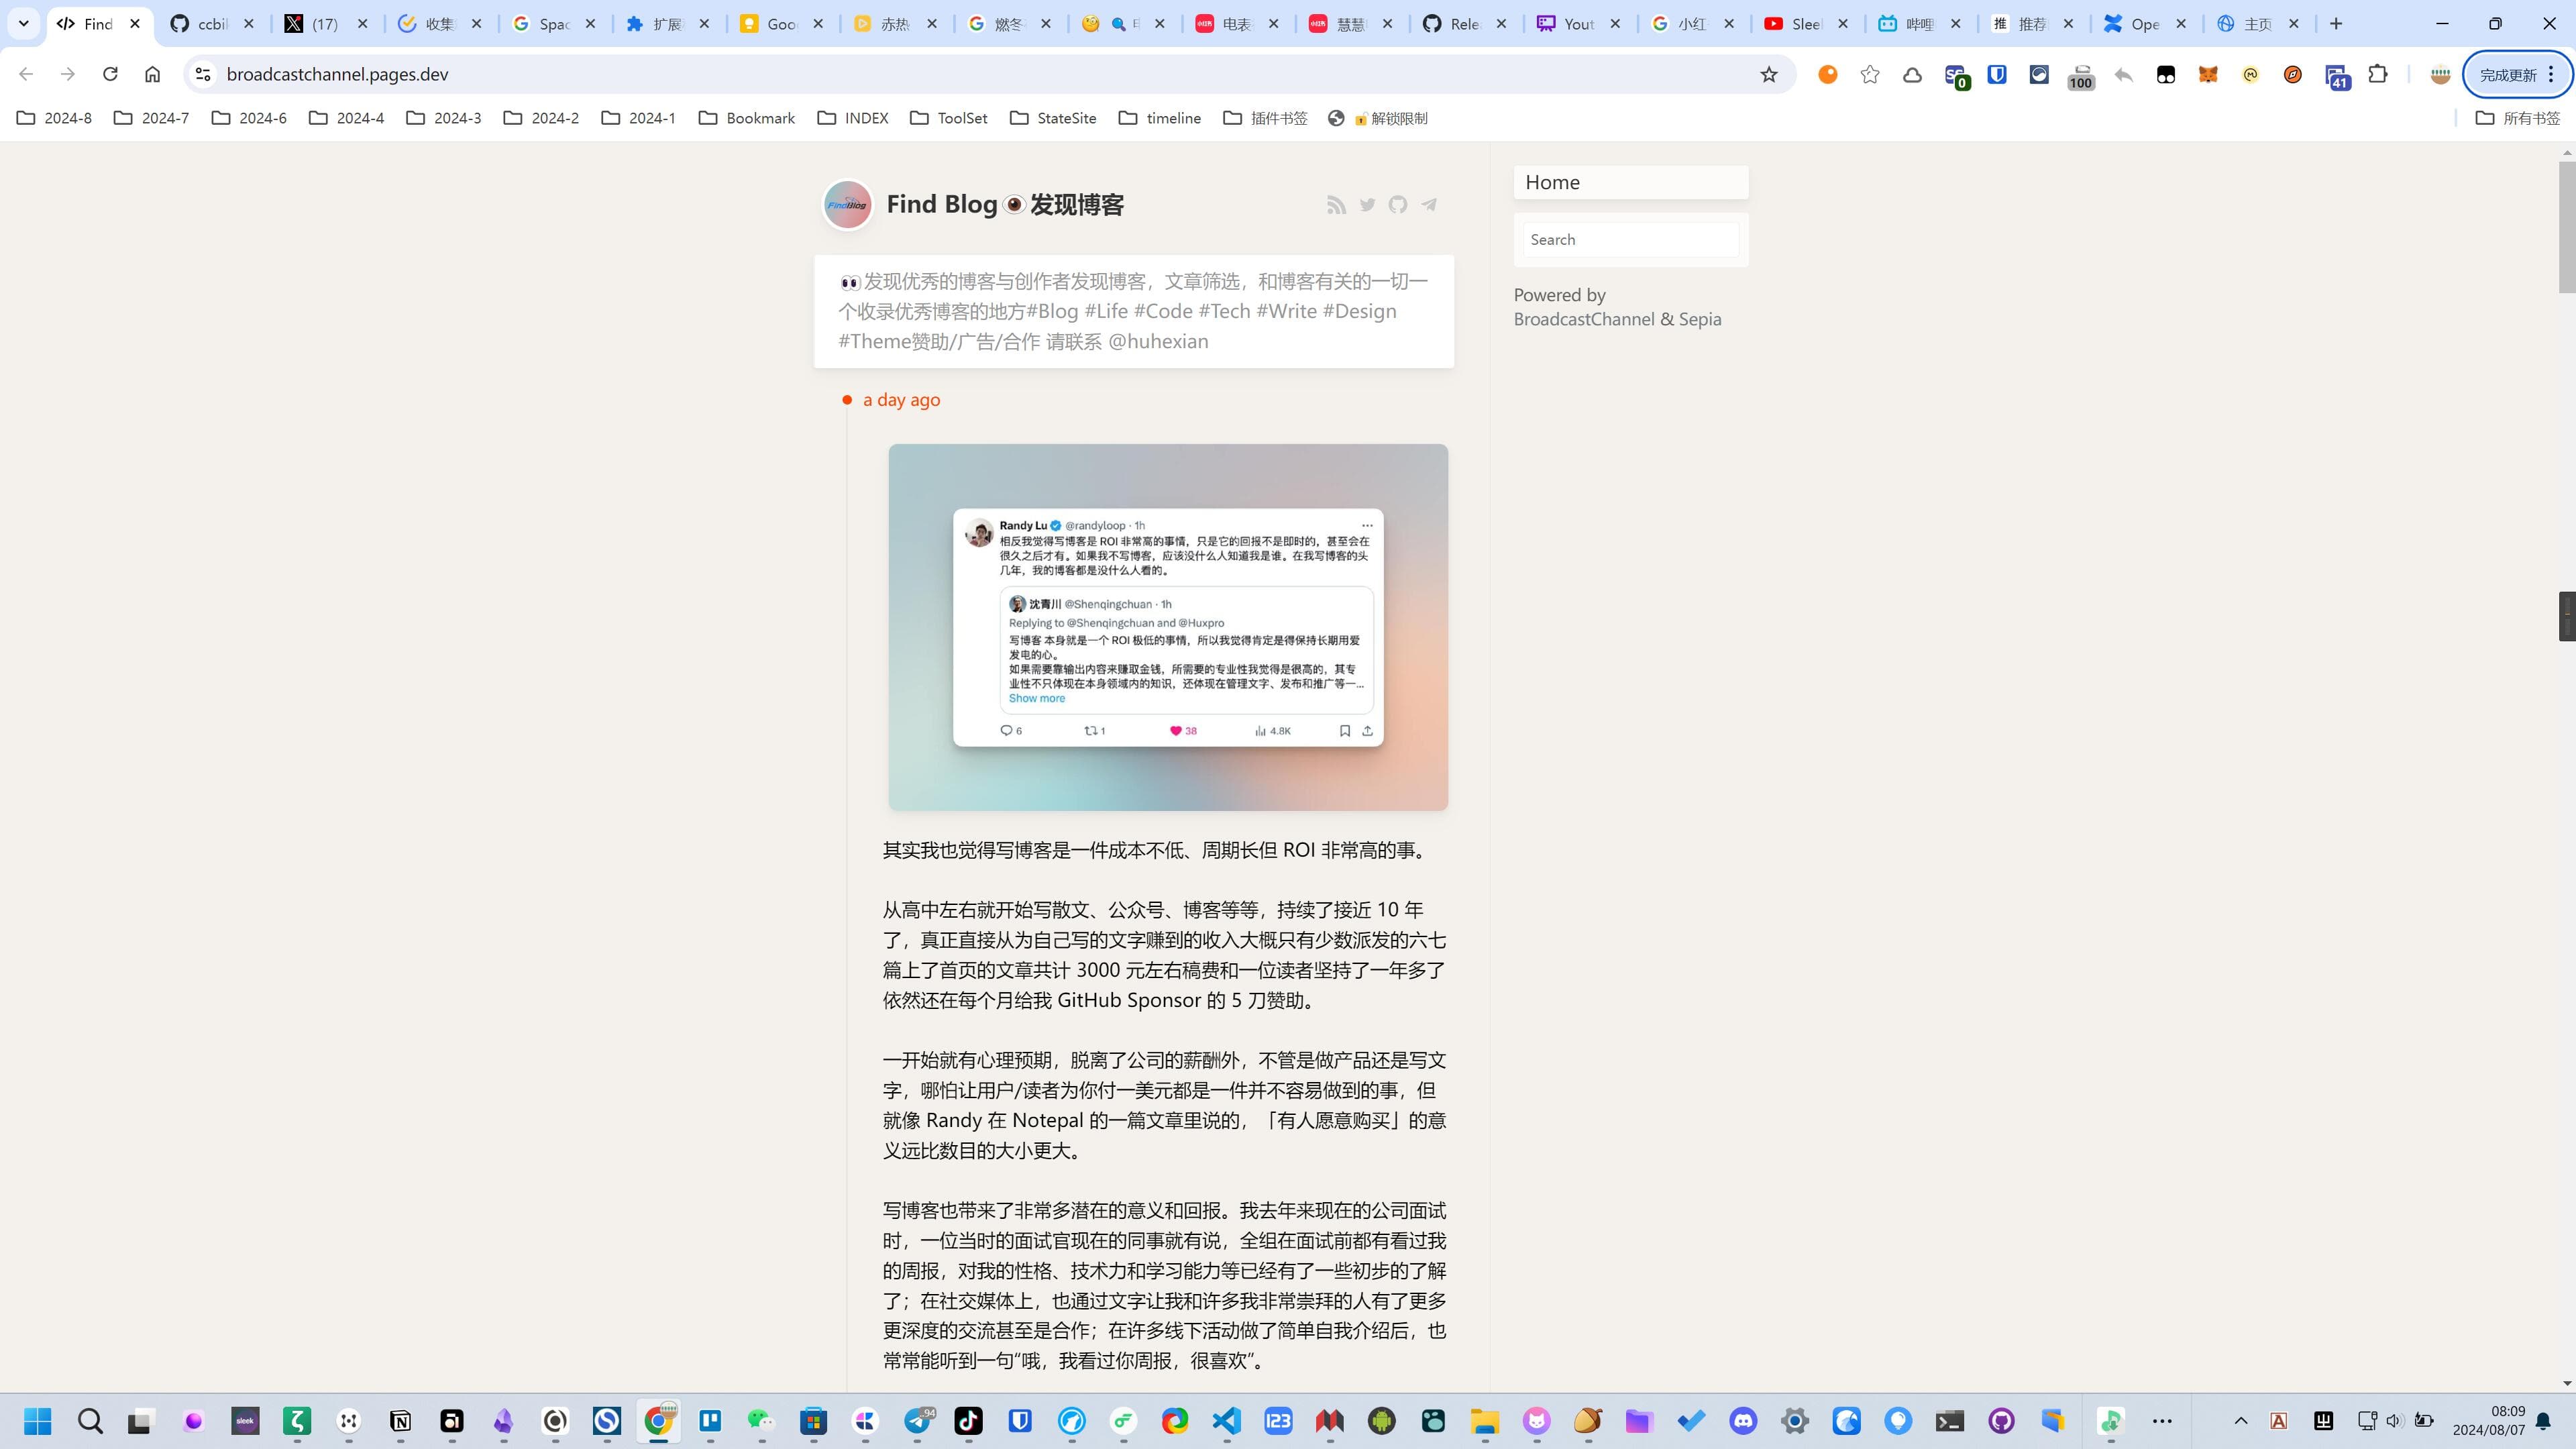 Find
ccbil
(17)
收集
Spac
扩展
Goo
赤热
燃冬
电表
慧慧
Relea
Yout
小红
Sleel
哔哩
推荐
Ope
主页
broadcastchannel.pages.dev
0
100
41
完成更新
2024-8
2024-7
2024-6
2024-4
2024-3
2024-2
2024-1
Bookmark
INDEX
ToolSet
StateSite
timeline
插件书签
解锁限制
所有书签
FindBlog
Find Blog👁发现博客
Home
Search
Powered by
BroadcastChannel & Sepia
👀发现优秀的博客与创作者发现博客，文章筛选，和博客有关的一切一
个收录优秀博客的地方#Blog #Life #Code #Tech #Write #Design
#Theme赞助/广告/合作 请联系 @huhexian
a day ago
Randy Lu @randyloop · 1h
相反我觉得写博客是 ROI 非常高的事情，只是它的回报不是即时的，甚至会在
很久之后才有。如果我不写博客，应该没什么人知道我是谁。在我写博客的头
几年，我的博客都是没什么人看的。
沈青川 @Shenqingchuan · 1h
Replying to @Shenqingchuan and @Huxpro
写博客 本身就是一个 ROI 极低的事情，所以我觉得肯定是得保持长期用爱
发电的心。
如果需要靠输出内容来赚取金钱，所需要的专业性我觉得是很高的，其专
业性不只体现在本身领域内的知识，还体现在管理文字、发布和推广等一...
Show more
6
1
38
4.8K
其实我也觉得写博客是一件成本不低、周期长但 ROI 非常高的事。
从高中左右就开始写散文、公众号、博客等等，持续了接近 10 年
了，真正直接从为自己写的文字赚到的收入大概只有少数派发的六七
篇上了首页的文章共计 3000 元左右稿费和一位读者坚持了一年多了
依然还在每个月给我 GitHub Sponsor 的 5 刀赞助。
一开始就有心理预期，脱离了公司的薪酬外，不管是做产品还是写文
字，哪怕让用户/读者为你付一美元都是一件并不容易做到的事，但
就像 Randy 在 Notepal 的一篇文章里说的，「有人愿意购买」的意
义远比数目的大小更大。
写博客也带来了非常多潜在的意义和回报。我去年来现在的公司面试
时，一位当时的面试官现在的同事就有说，全组在面试前都有看过我
的周报，对我的性格、技术力和学习能力等已经有了一些初步的了解
了；在社交媒体上，也通过文字让我和许多我非常崇拜的人有了更多
更深度的交流甚至是合作；在许多线下活动做了简单自我介绍后，也
常常能听到一句“哦，我看过你周报，很喜欢”。
sleek
94
123
08:09
2024/08/07